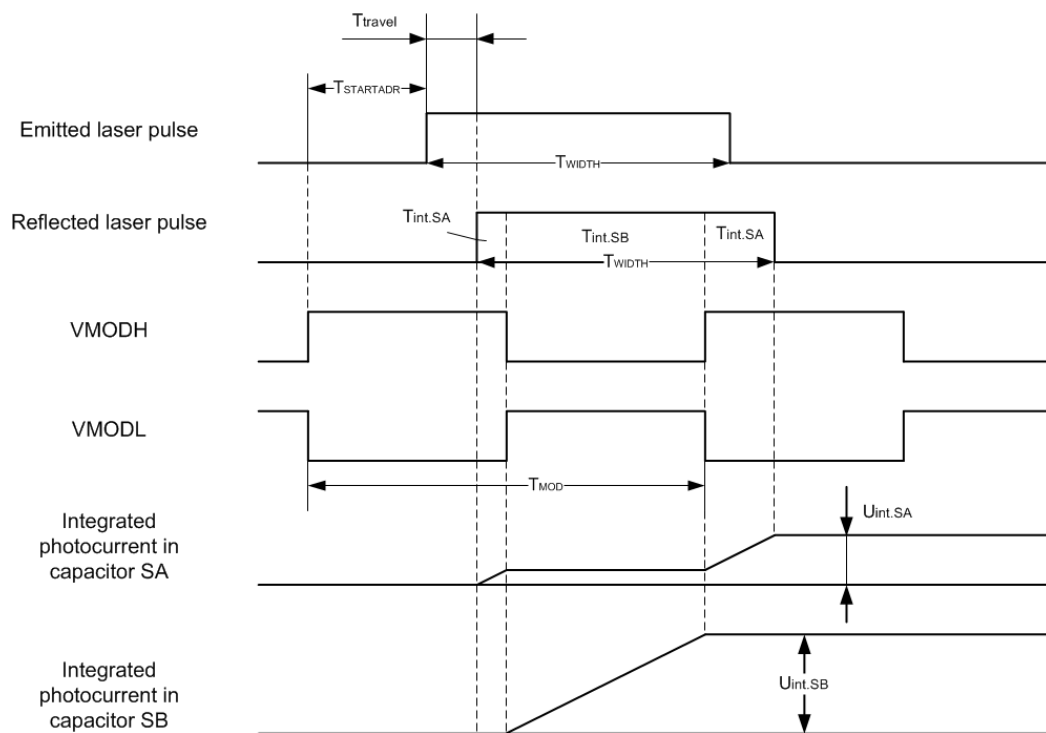 Ttravel
TSTARTADR
Emitted laser pulse
TWIDTH
Reflected laser pulse
Tint.SA
Tint.SB
Tint.SA
TWIDTH
VMODH
VMODL
TMOD
Integrated
photocurrent in
capacitor SA
Uint.SA
Integrated
photocurrent in
capacitor SB
Uint.SB